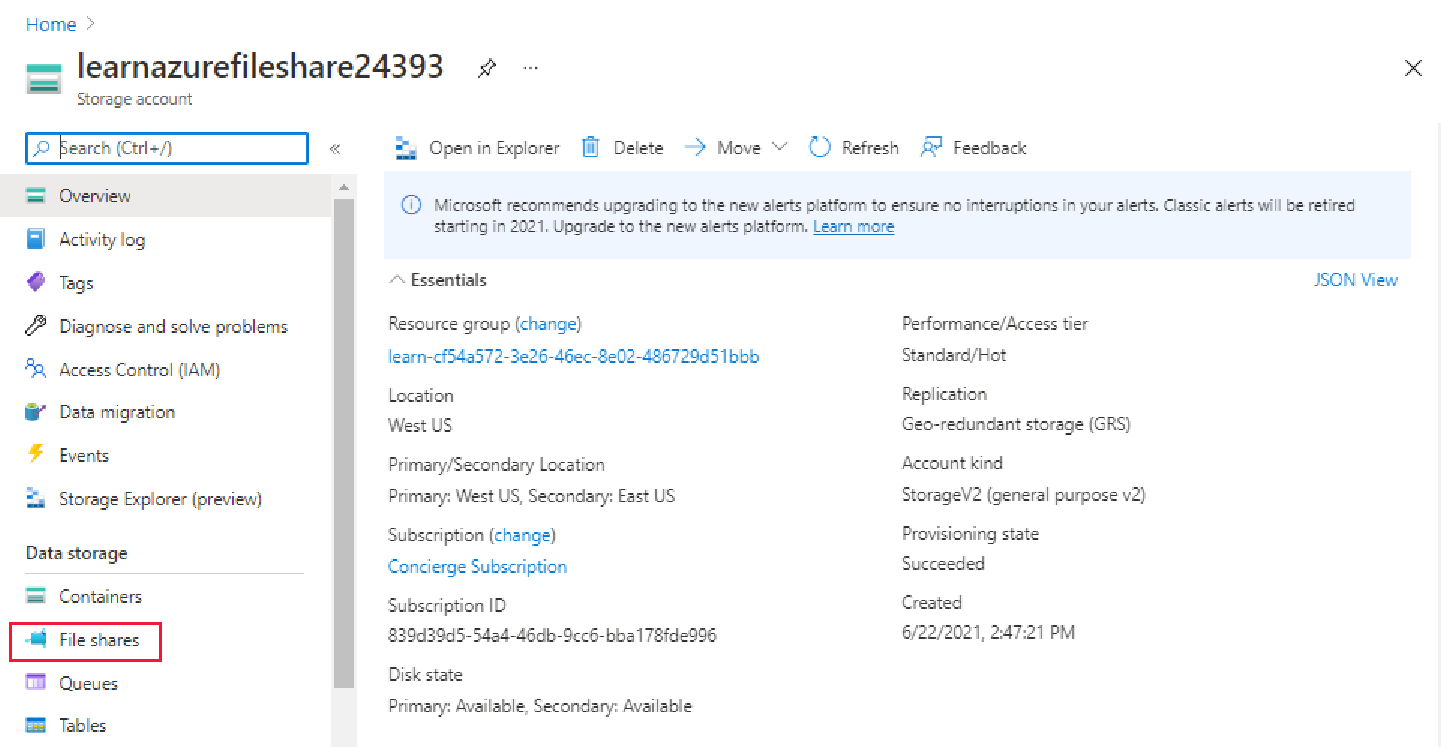 Home
learnazurefileshare24393
Storage account
Search (Ctrl+/)
Overview
Activity log
Tags
Diagnose and solve problems
Access Control (IAM)
Data migration
Events
Storage Explorer (preview)
Data storage
Containers
File shares
Queues
Tables
Open in Explorer
Delete
Move
Refresh
Feedback
Microsoft recommends upgrading to the new alerts platform to ensure no interruptions in your alerts. Classic alerts will be retired
starting in 2021. Upgrade to the new alerts platform. Learn more
Essentials
JSON View
Resource group (change)
learn-cf54a572-3e26-46ec-8e02-486729d51bbb
Location
West US
Primary/Secondary Location
Primary: West US, Secondary: East US
Subscription (change)
Concierge Subscription
Subscription ID
839d39d5-54a4-46db-9cc6-bba178fde996
Disk state
Primary: Available, Secondary: Available
Performance/Access tier
Standard/Hot
Replication
Geo-redundant storage (GRS)
Account kind
StorageV2 (general purpose v2)
Provisioning state
Succeeded
Created
6/22/2021, 2:47:21 PM